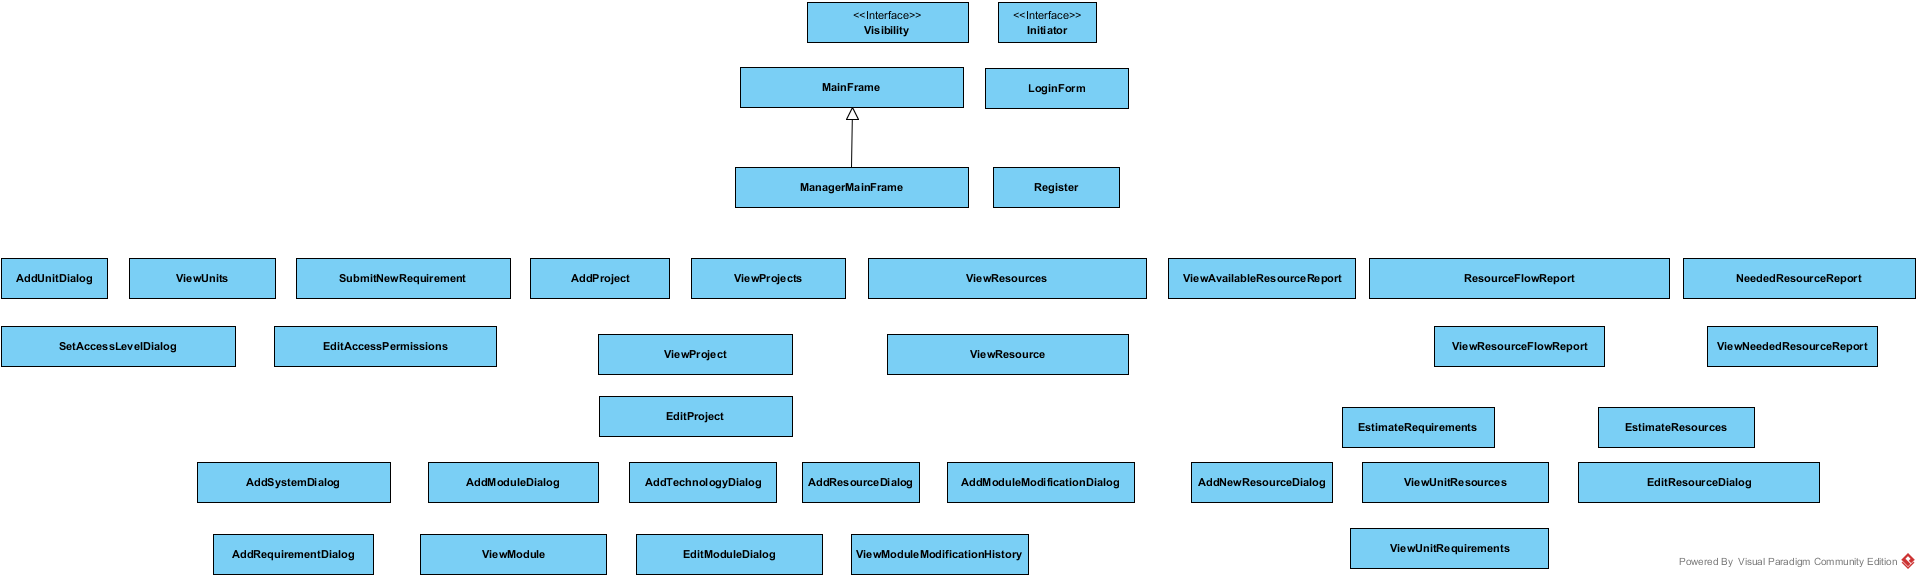 <<Interface>>
Visibility
<<Interface>>
Initiator
MainFrame
LoginForm
ManagerMainFrame
Register
AddUnitDialog
ViewUnits
SubmitNewRequirement
AddProject
ViewProjects
ViewResources
ViewAvailableResourceReport
ResourceFlowReport
NeededResourceReport
SetAccessLevelDialog
EditAccessPermissions
ViewProject
ViewResource
ViewResourceFlowReport
ViewNeededResourceReport
EditProject
EstimateRequirements
EstimateResources
AddSystemDialog
AddModuleDialog
AddTechnologyDialog
AddResourceDialog
AddModuleModificationDialog
AddNewResourceDialog
ViewUnitResources
EditResourceDialog
AddRequirementDialog
ViewModule
EditModuleDialog
ViewModuleModificationHistory
ViewUnitRequirements
Powered By Visual Paradigm Community Edition